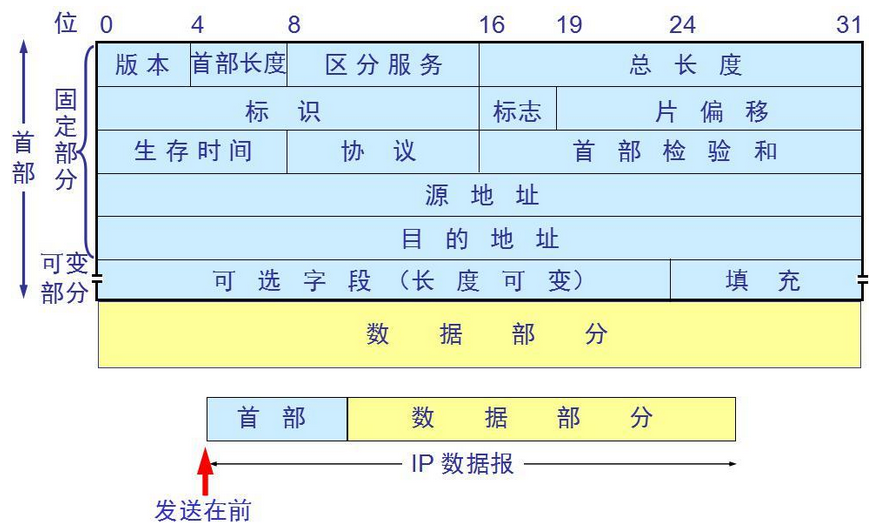 位 0 4 8 16 19 24 31
版本 首部长度 区分服务 总长度
标识 标志 片偏移
生存时间 协议 首部检验和
源地址
目的地址
可选字段（长度可变） 填充
数据部分
首部
固定部分
可变部分
首部 数据部分
IP 数据报
发送在前